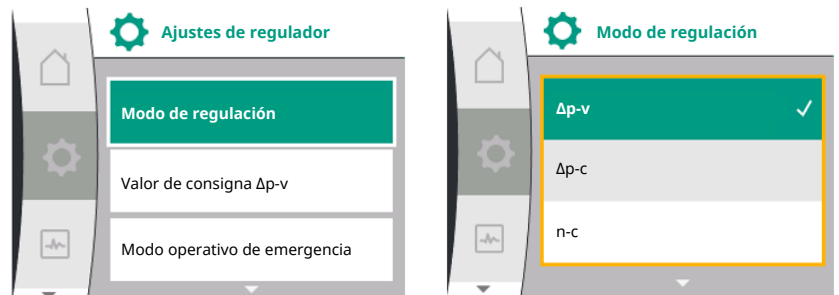 Ajustes de regulador
Modo de regulación
Valor de consigna Δp-v
Modo operativo de emergencia
Modo de regulación
Δp-v
Δp-c
n-c